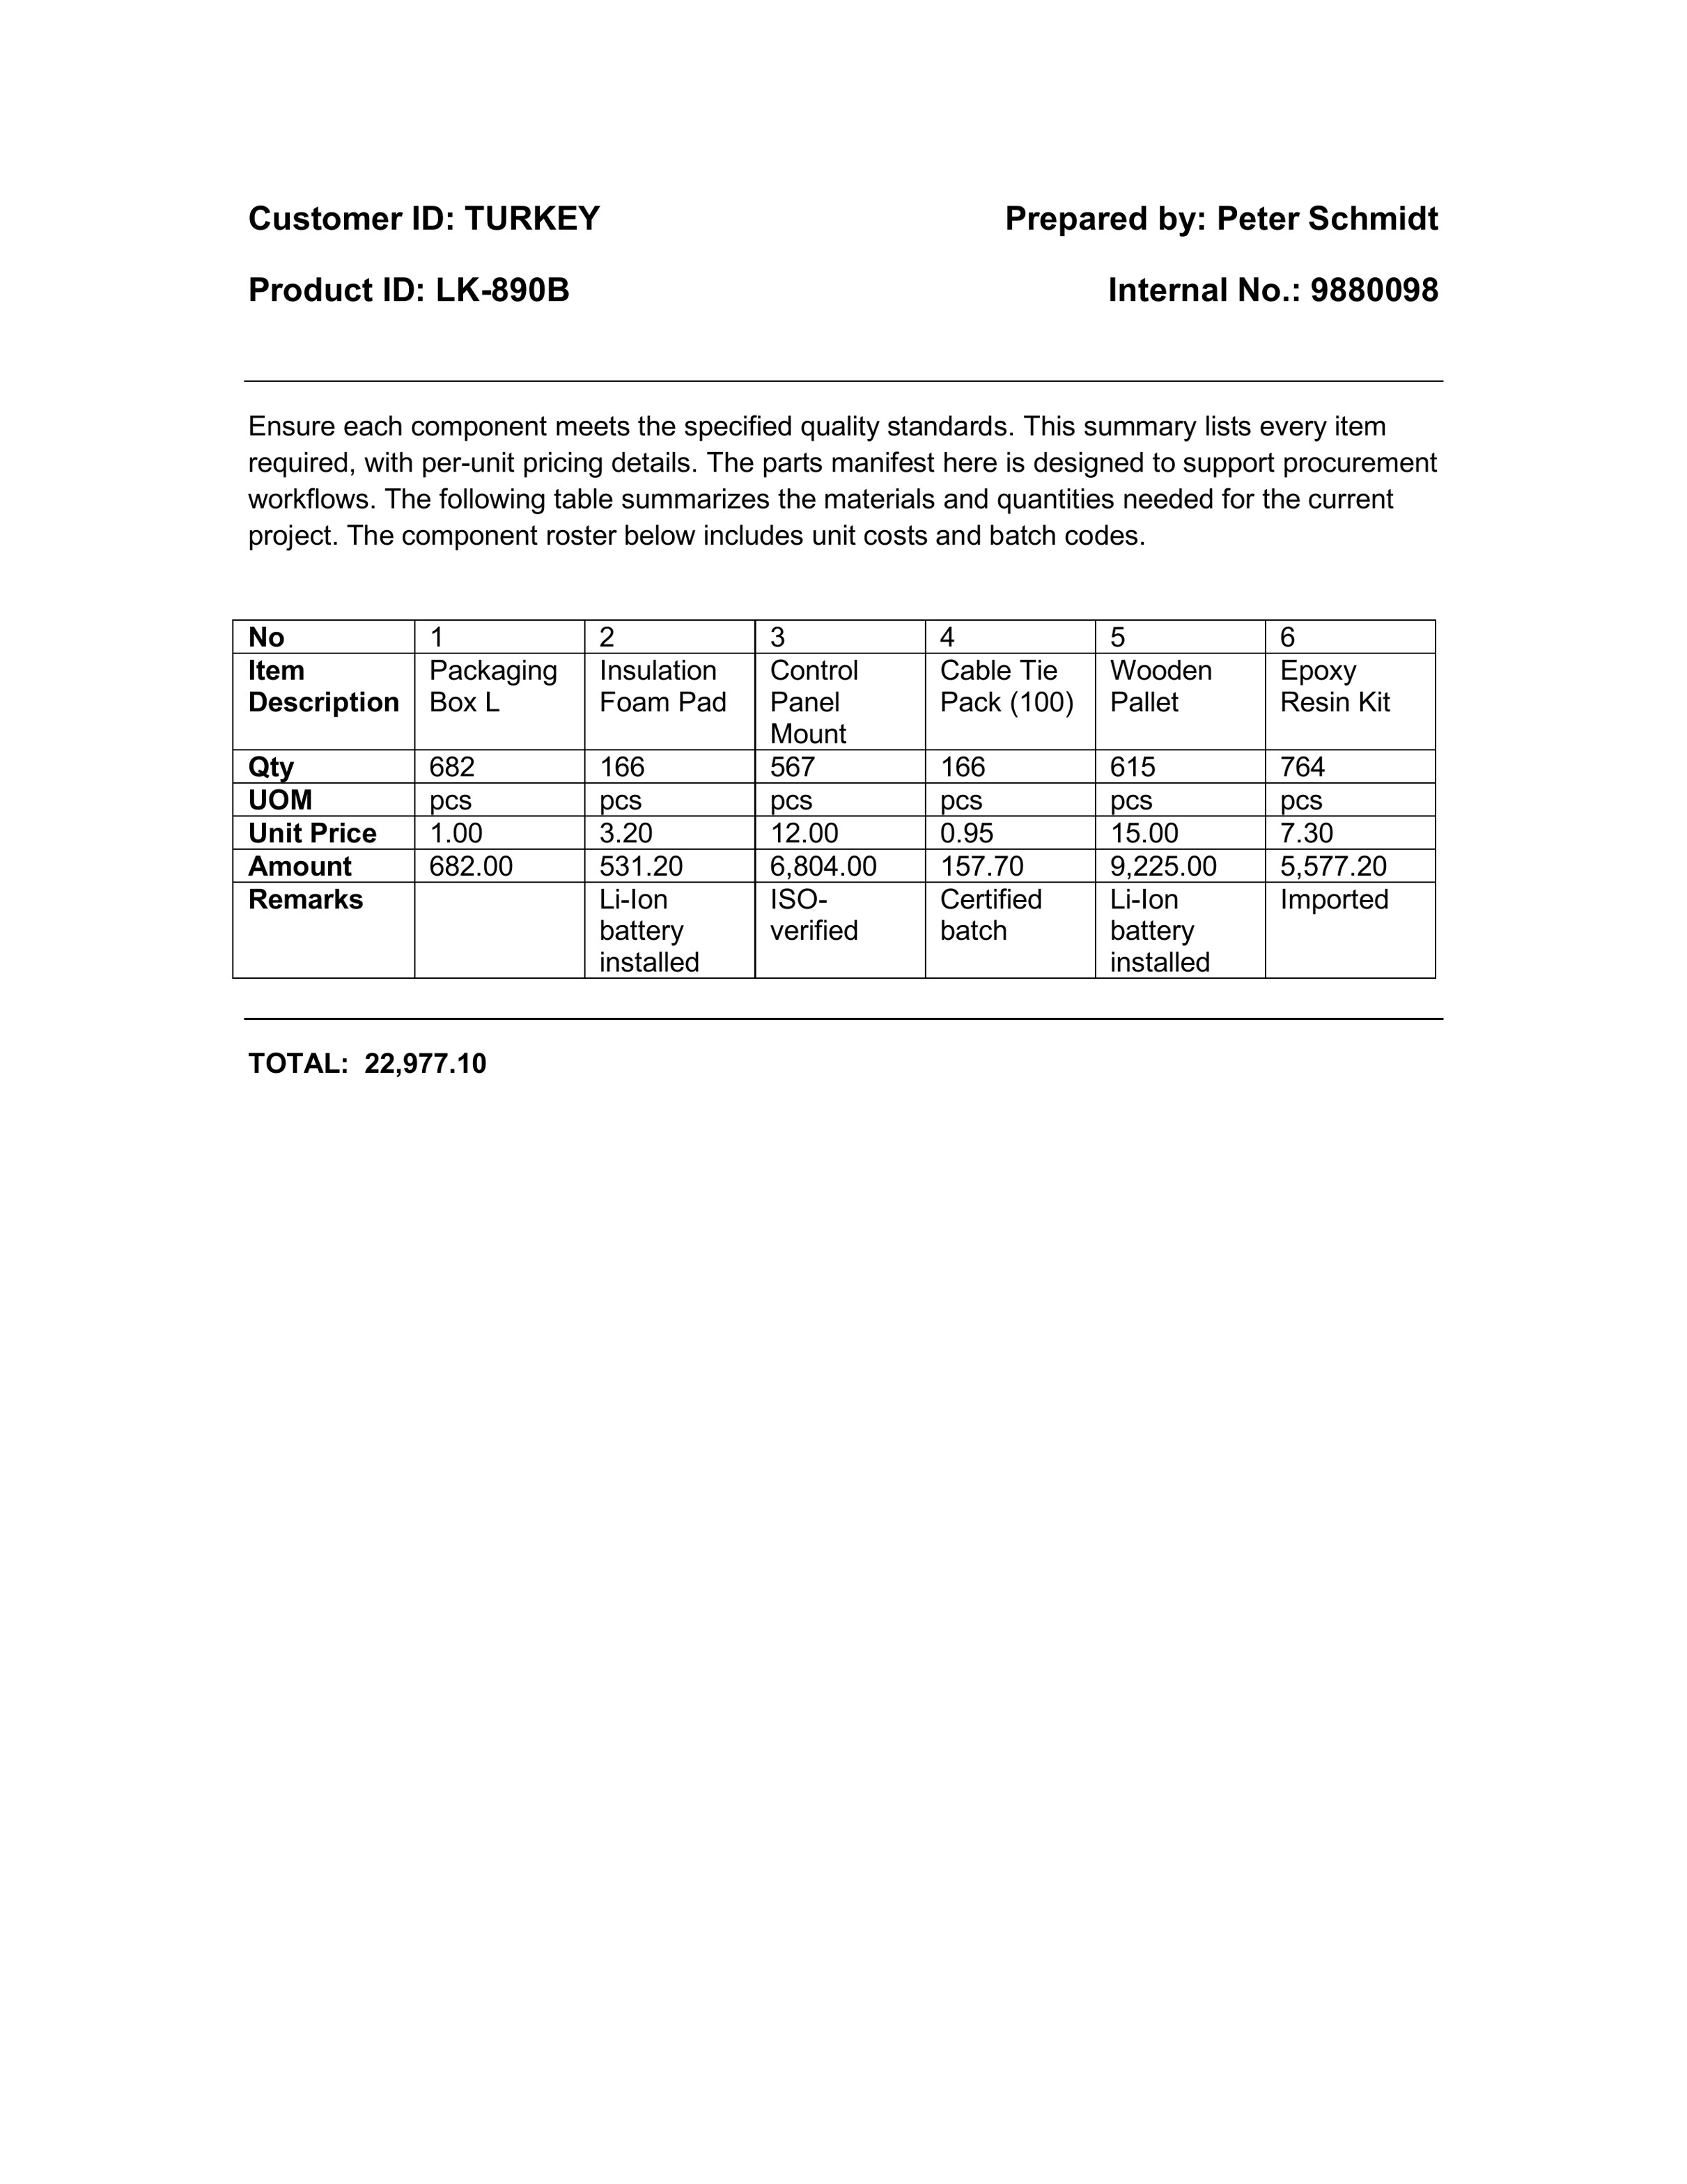 Customer ID: TURKEY Prepared by: Peter Schmidt
Product ID: LK-890B Internal No.: 9880098
Ensure each component meets the specified quality standards. This summary lists every item
required, with per-unit pricing details. The parts manifest here is designed to support procurement
workflows. The following table summarizes the materials and quantities needed for the current
project. The component roster below includes unit costs and batch codes.
No 1 2 3 4 5 6
Item Packaging Insulation Control Cable Tie Wooden Epoxy
Description Box L Foam Pad Panel Pack (100) Pallet Resin Kit
Mount
Qty 682 166 567 166 615 764
UOM pcs pcs pcs pcs pcs pcs
Unit Price 1.00 3.20 12.00 0.95 15.00 7.30
Amount 682.00 531.20 6,804.00 157.70 9,225.00 5,577.20
Remarks Li-Ion ISO- Certified Li-Ion Imported
battery verified batch battery
installed installed
TOTAL: 22,977.10